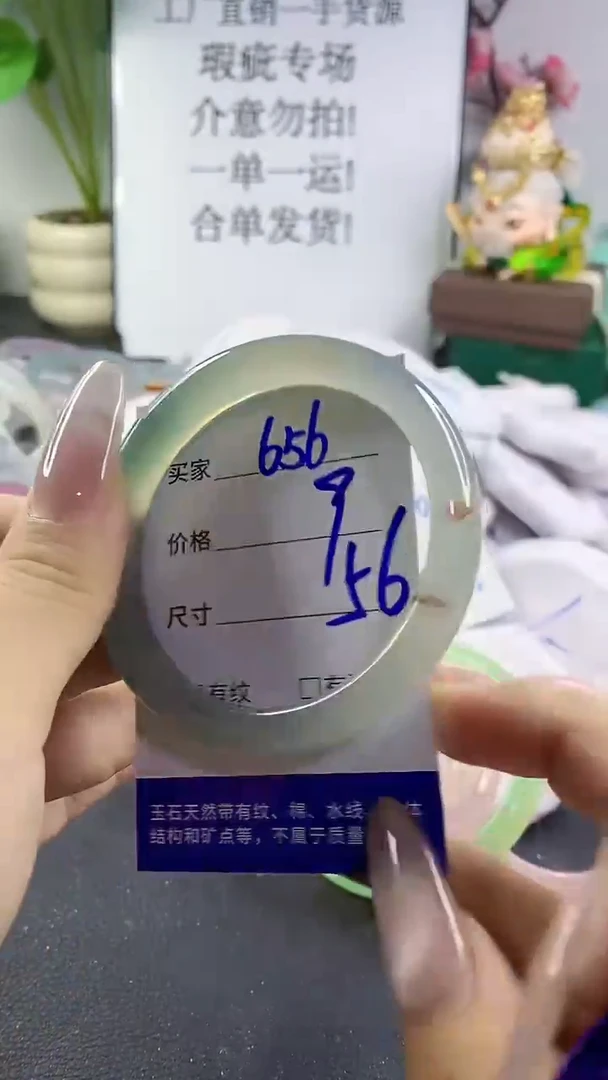 工厂直销一手货源
瑕疵专场
介意勿拍!
一单一运!
合单发货!
买家 656
价格 9
尺寸 56
有纹 □有
玉石天然带有纹、棉、水线 体
结构和矿点等，不属于质量